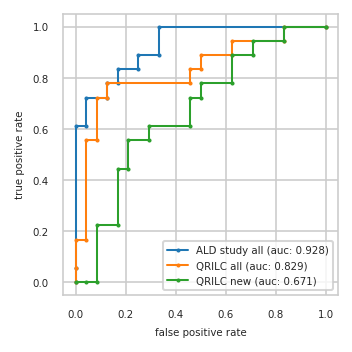 1.0
0.8
0.6
0.4
0.2
0.0
true positive rate
ALD study all (auc: 0.928)
QRILC all (auc: 0.829)
QRILC new (auc: 0.671)
0.0 0.2 0.4 0.6 0.8 1.0
false positive rate